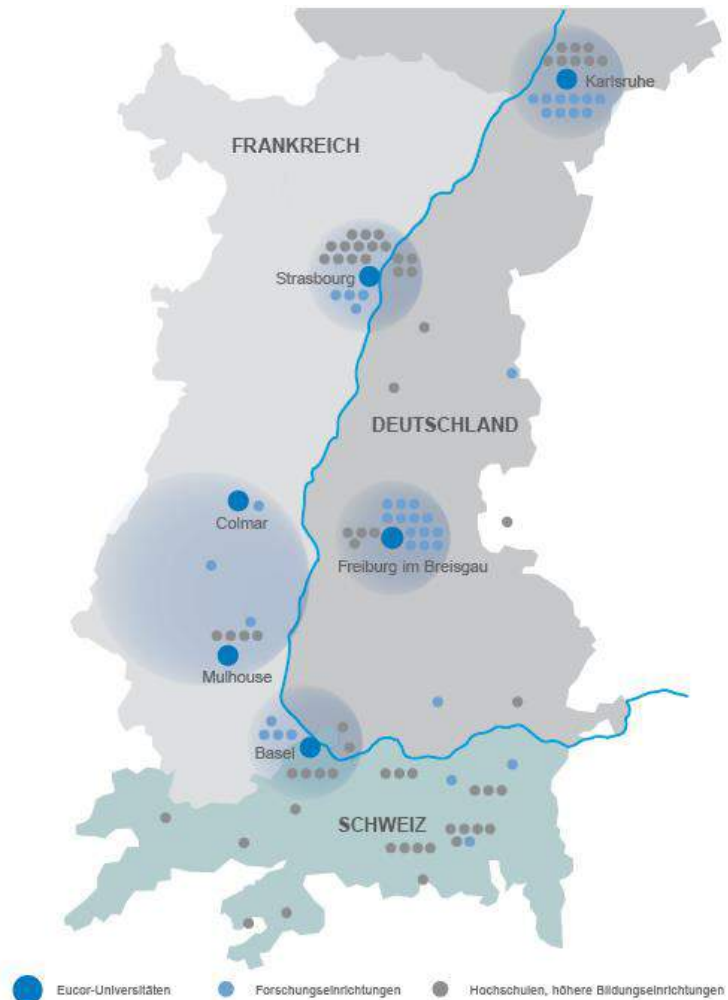 Karlsruhe
FRANKREICH
Strasbourg
DEUTSCHLAND
Colmar
Freiburg im Breisgau
Mulhouse
Basel
SCHWEIZ
Eucor-Universitäten
Forschungseinrichtungen
Hochschulen, höhere Bildungseinrichtungen